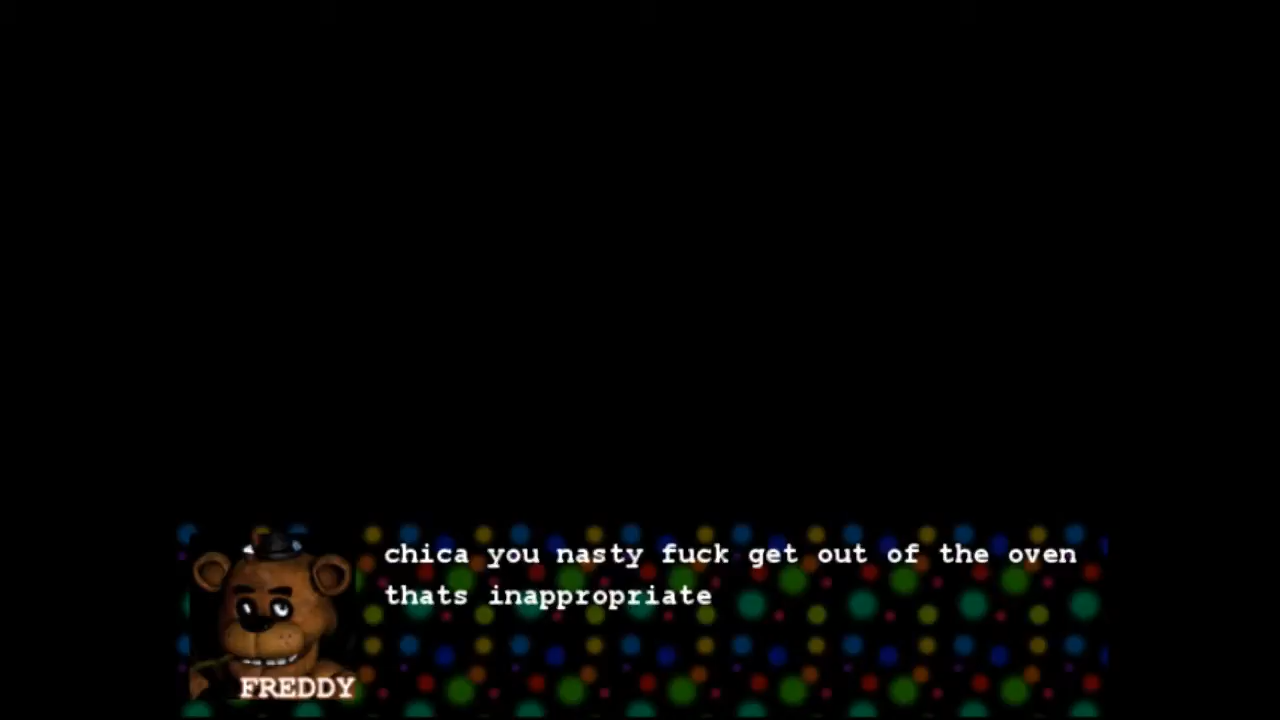 chica you nasty fuck get out of the oven
thats inappropriate
FREDDY